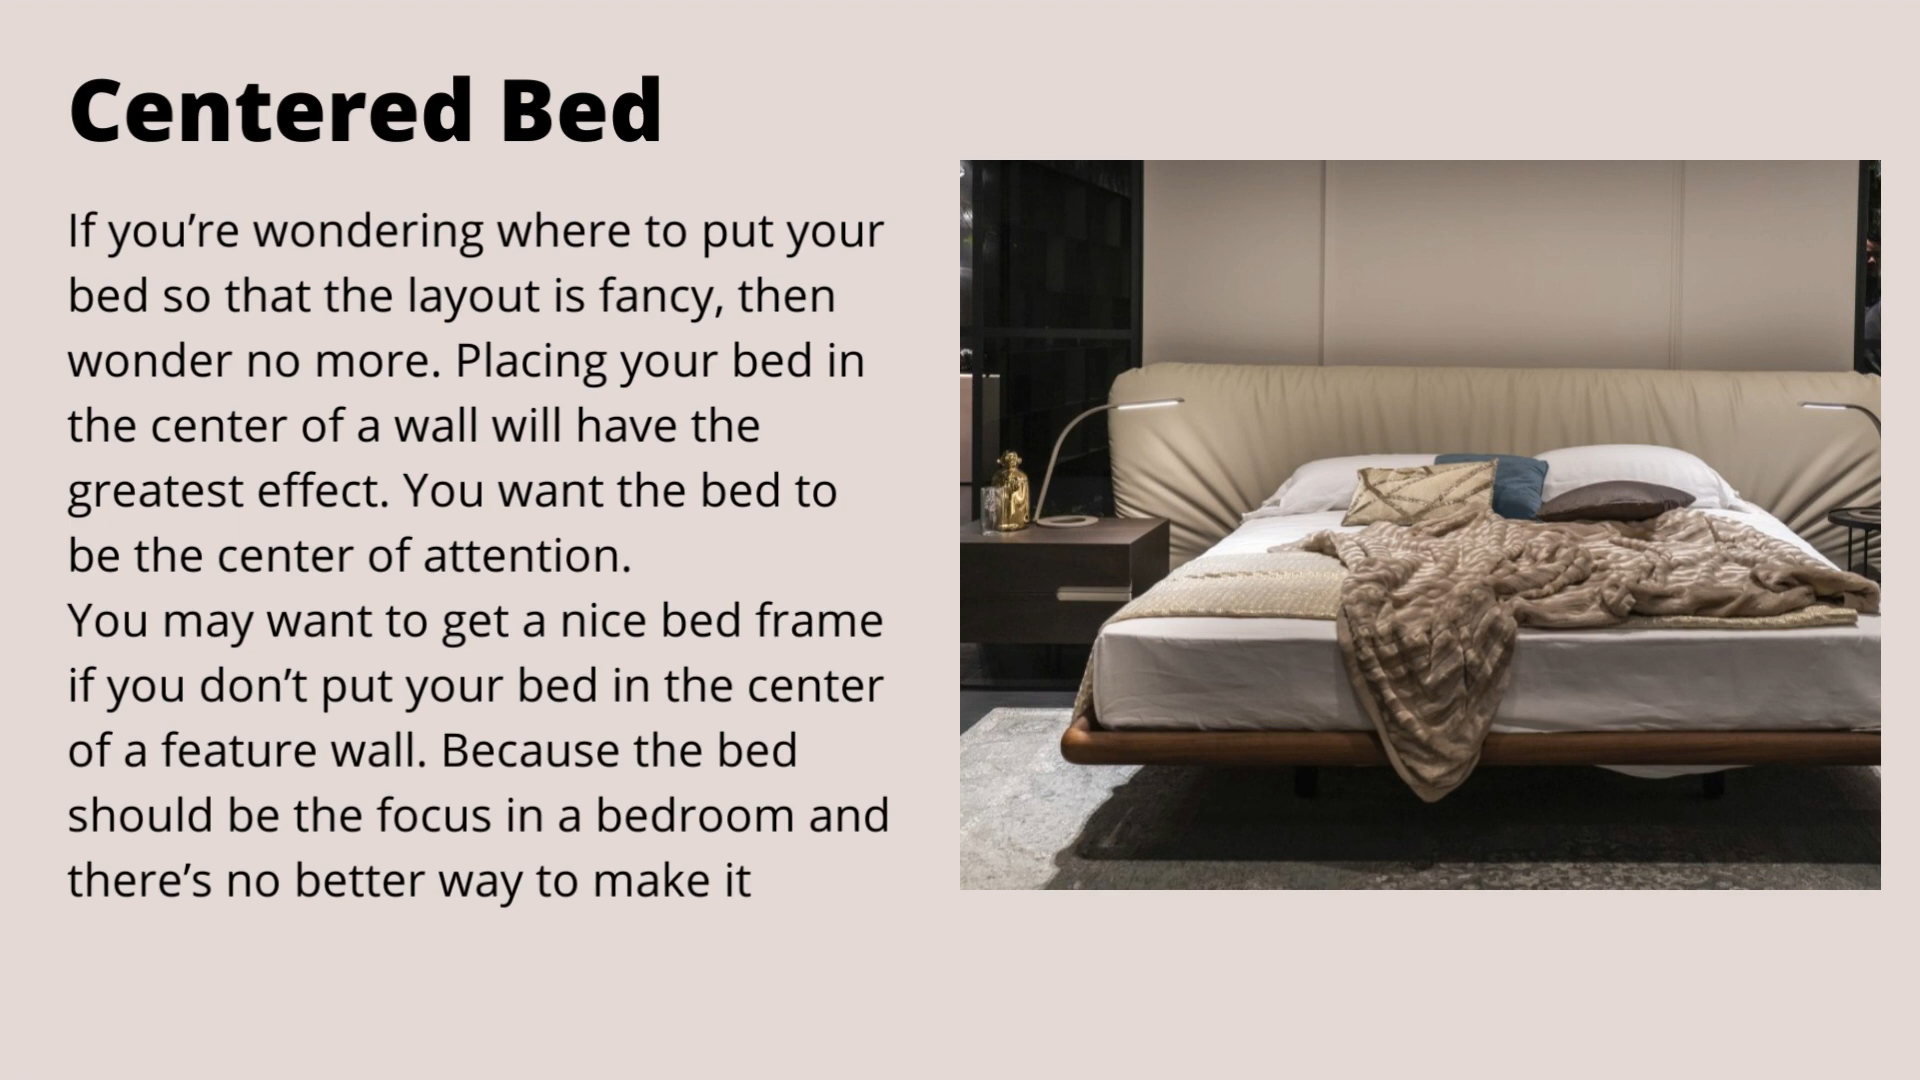 Centered Bed
If you’re wondering where to put your
bed so that the layout is fancy, then
wonder no more. Placing your bed in
the center of a wall will have the
greatest effect. You want the bed to
be the center of attention.
You may want to get a nice bed frame
if you don’t put your bed in the center
of a feature wall. Because the bed
should be the focus in a bedroom and
there’s no better way to make it